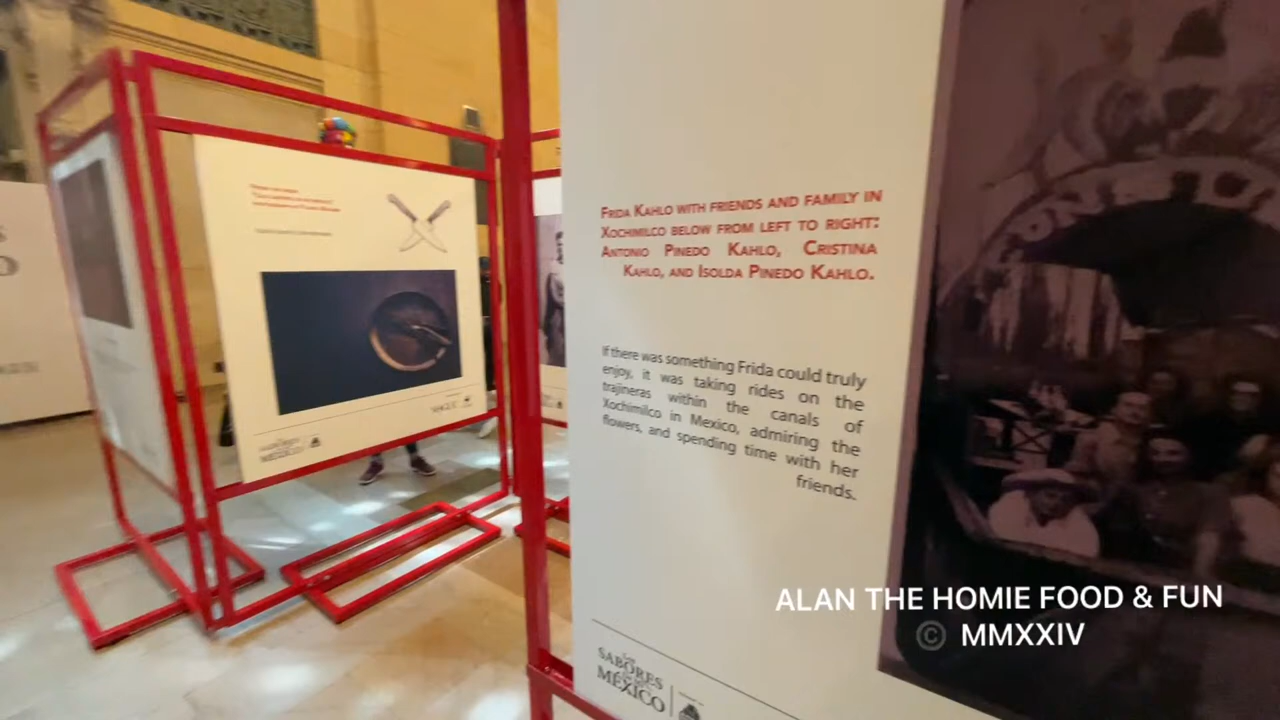 FRIDA KAHLO WITH FRIENDS AND FAMILY IN
XOCHIMILCO BELOW FROM LEFT TO RIGHT:
ANTONIO PINEDO KAHLO, CRISTINA
KAHLO, AND ISOLDA PINEDO KAHLO.
If there was something Frida could truly
enjoy, it was taking rides on the
trajineras within the canals of
Xochimilco in Mexico, admiring the
flowers, and spending time with her
friends.
SABORES
MÉXICO
SABORES
MÉXICO
ALAN THE HOMIE FOOD & FUN
© MMXXIV